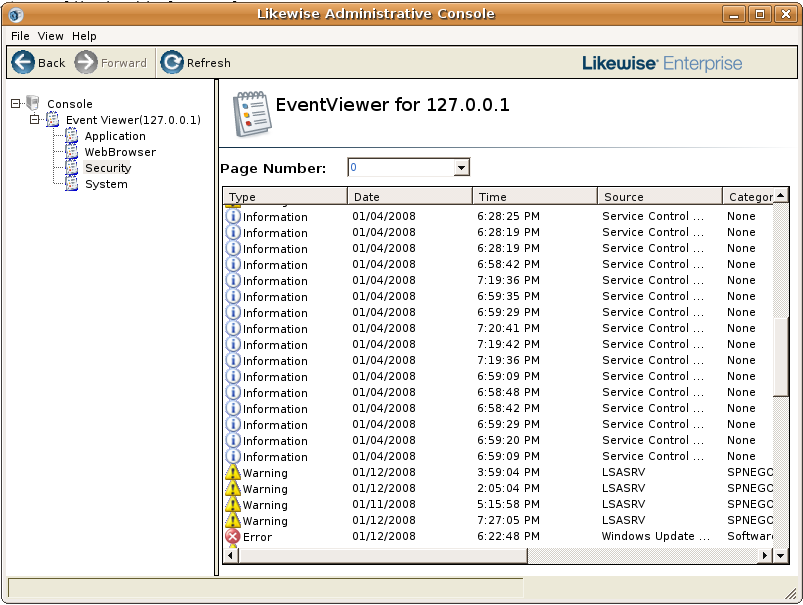 Likewise Administrative Console
File View Help
Back Forward Refresh Likewise Enterprise
Console
Event Viewer(127.0.0.1)
Application
WebBrowser
Security
System
EventViewer for 127.0.0.1
Page Number: 0
Type Date Time Source Categor
Information 01/04/2008 6:28:25 PM Service Control ... None
Information 01/04/2008 6:28:19 PM Service Control ... None
Information 01/04/2008 6:28:19 PM Service Control ... None
Information 01/04/2008 6:58:42 PM Service Control ... None
Information 01/04/2008 7:19:36 PM Service Control ... None
Information 01/04/2008 6:59:35 PM Service Control ... None
Information 01/04/2008 6:59:29 PM Service Control ... None
Information 01/04/2008 7:20:41 PM Service Control ... None
Information 01/04/2008 7:19:42 PM Service Control ... None
Information 01/04/2008 7:19:36 PM Service Control ... None
Information 01/04/2008 6:59:09 PM Service Control ... None
Information 01/04/2008 6:58:48 PM Service Control ... None
Information 01/04/2008 6:58:42 PM Service Control ... None
Information 01/04/2008 6:59:29 PM Service Control ... None
Information 01/04/2008 6:59:20 PM Service Control ... None
Information 01/04/2008 6:59:09 PM Service Control ... None
Warning 01/12/2008 3:59:04 PM LSASRV SPNEGO
Warning 01/12/2008 2:05:04 PM LSASRV SPNEGO
Warning 01/11/2008 5:15:58 PM LSASRV SPNEGO
Warning 01/12/2008 7:27:05 PM LSASRV SPNEGO
Error 01/12/2008 6:22:48 PM Windows Update ... Software